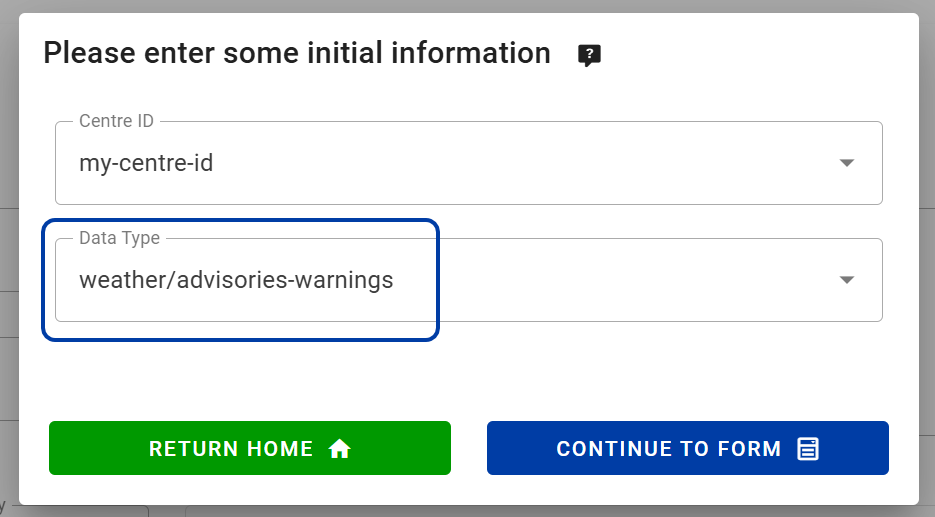 Please enter some initial information
?
Centre ID
my-centre-id
Data Type
weather/advisories-warnings
RETURN HOME
CONTINUE TO FORM
y